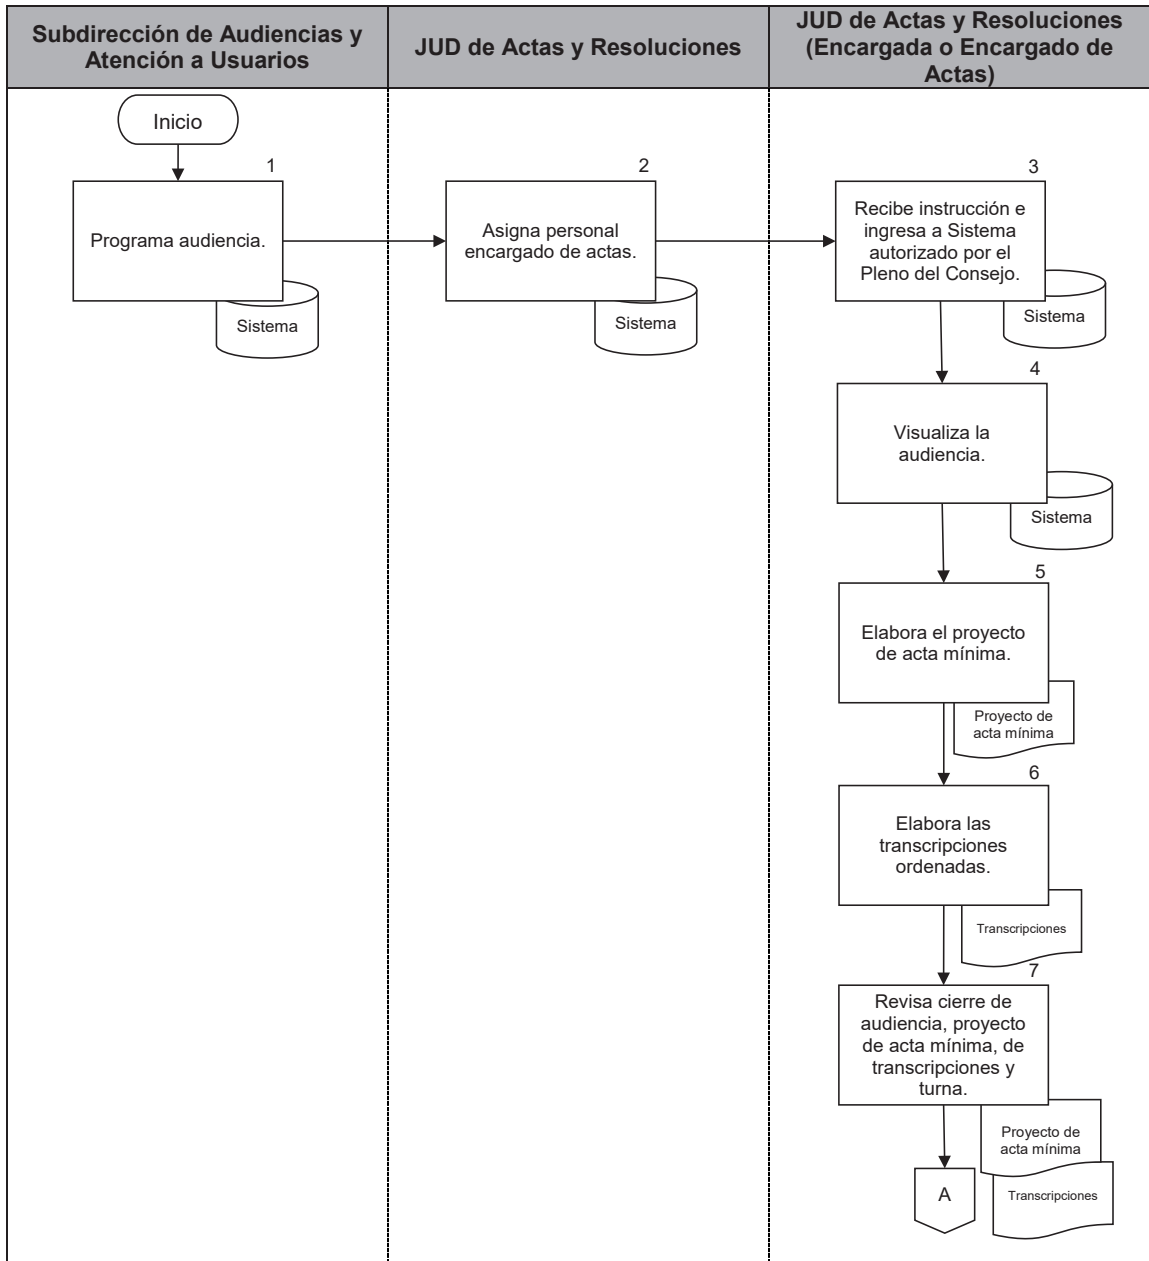 Subdirección de Audiencias y
Atención a Usuarios
JUD de Actas y Resoluciones
JUD de Actas y Resoluciones
(Encargada o Encargado de
Actas)
Inicio
1
Programa audiencia.
Sistema
2
Asigna personal
encargado de actas.
Sistema
3
Recibe instrucción e
ingresa a Sistema
autorizado por el
Pleno del Consejo.
Sistema
4
Visualiza la
audiencia.
Sistema
5
Elabora el proyecto
de acta mínima.
Proyecto de
acta mínima
6
Elabora las
transcripciones
ordenadas.
Transcripciones
7
Revisa cierre de
audiencia, proyecto
de acta mínima, de
transcripciones y
turna.
Proyecto de
acta mínima
Transcripciones
A